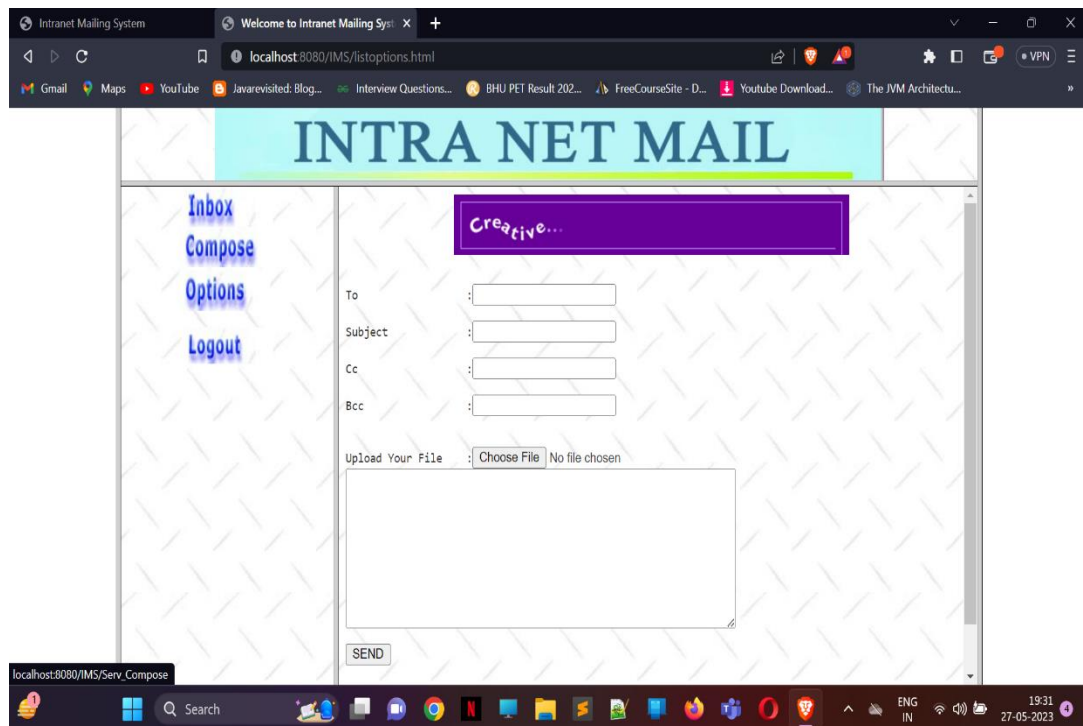 Intranet Mailing System
Welcome to Intranet Mailing Syst
localhost:8080/IMS/listoptions.html
VPN
Gmail Maps YouTube Javarevisited: Blog... Interview Questions... BHU PET Result 202... FreeCourseSite - D... Youtube Download... The JVM Architectu... »
INTRA NET MAIL
Inbox
Compose
Options
Logout
Creative...
To :
Subject :
Cc :
Bcc :
Upload Your File : Choose File No file chosen
SEND
localhost:8080/IMS/Serv_Compose
Search
ENG
IN
19:31
27-05-2023
4